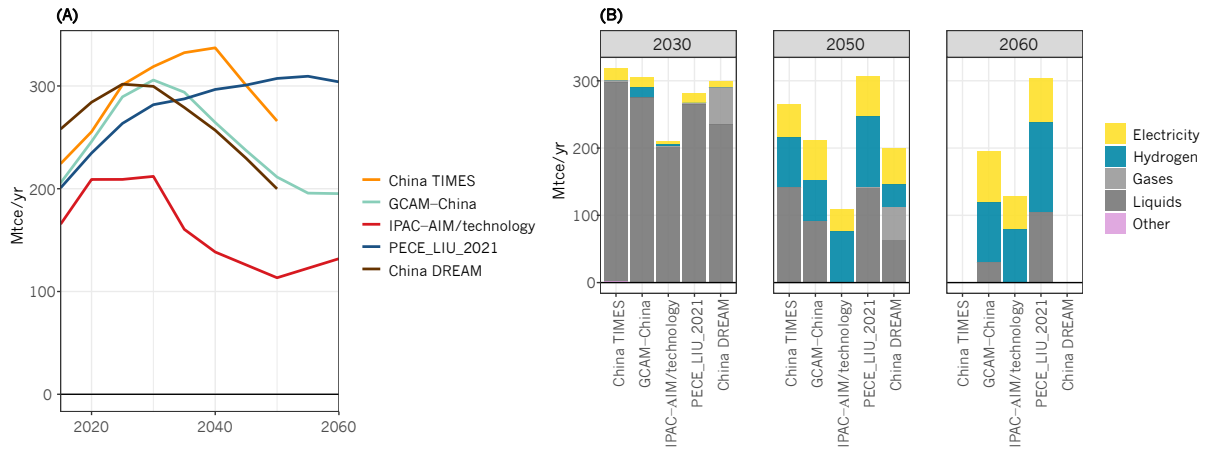 (A)
Mtce/yr
300
200
100
0
2020
2040
2060
China TIMES
GCAM–China
IPAC–AIM/technology
PECE_LIU_2021
China DREAM
(B)
Mtce/yr
2030
2050
2060
300
200
100
0
China TIMES
GCAM–China
IPAC–AIM/technology
PECE_LIU_2021
China DREAM
China TIMES
GCAM–China
IPAC–AIM/technology
PECE_LIU_2021
China DREAM
China TIMES
GCAM–China
IPAC–AIM/technology
PECE_LIU_2021
China DREAM
Electricity
Hydrogen
Gases
Liquids
Other